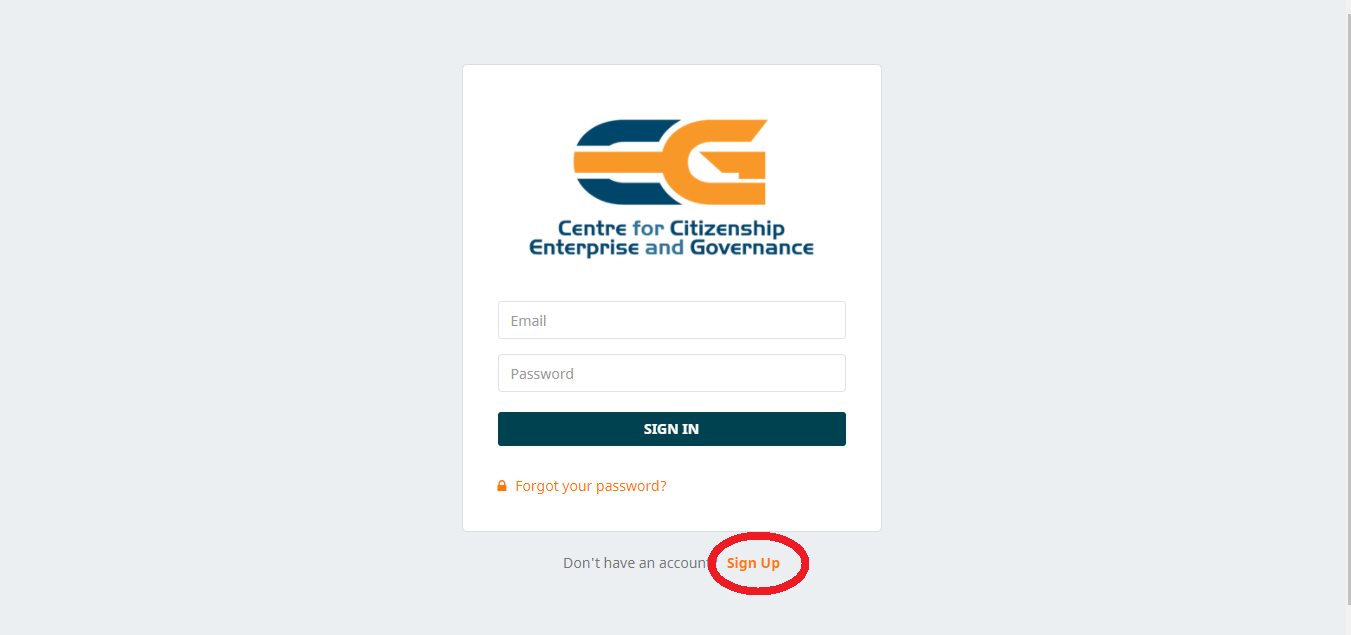 Centre for Citizenship
Enterprise and Governance
Email
Password
SIGN IN
Forgot your password?
Don't have an account Sign Up